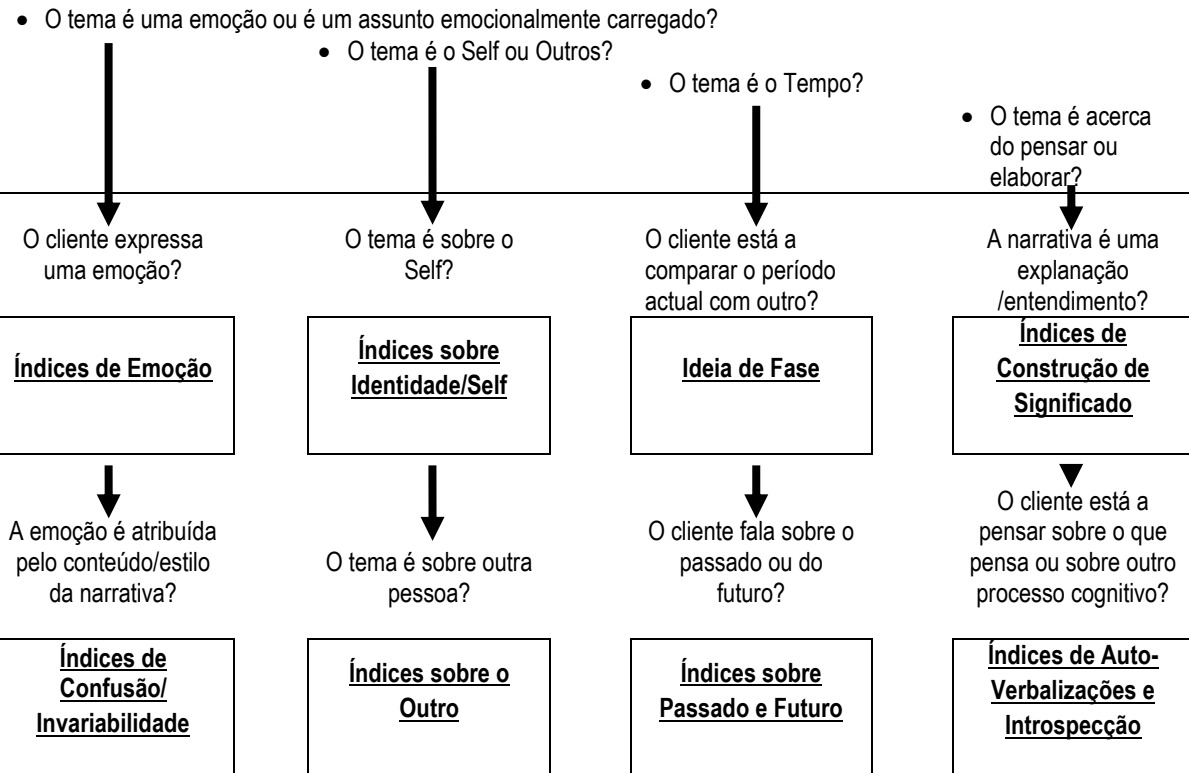 • O tema é uma emoção ou é um assunto emocionalmente carregado?
• O tema é o Self ou Outros?
• O tema é o Tempo?
• O tema é acerca
do pensar ou
elaborar?
O cliente expressa
uma emoção?
O tema é sobre o
Self?
O cliente está a
comparar o período
actual com outro?
A narrativa é uma
explanação
/entendimento?
Índices de Emoção
Índices sobre
Identidade/Self
Ideia de Fase
Índices de
Construção de
Significado
A emoção é atribuída
pelo conteúdo/estilo
da narrativa?
O tema é sobre outra
pessoa?
O cliente fala sobre o
passado ou do
futuro?
O cliente está a
pensar sobre o que
pensa ou sobre outro
processo cognitivo?
Índices de
Confusão/
Invariabilidade
Índices sobre o
Outro
Índices sobre
Passado e Futuro
Índices de Auto-
Verbalizações e
Introspecção